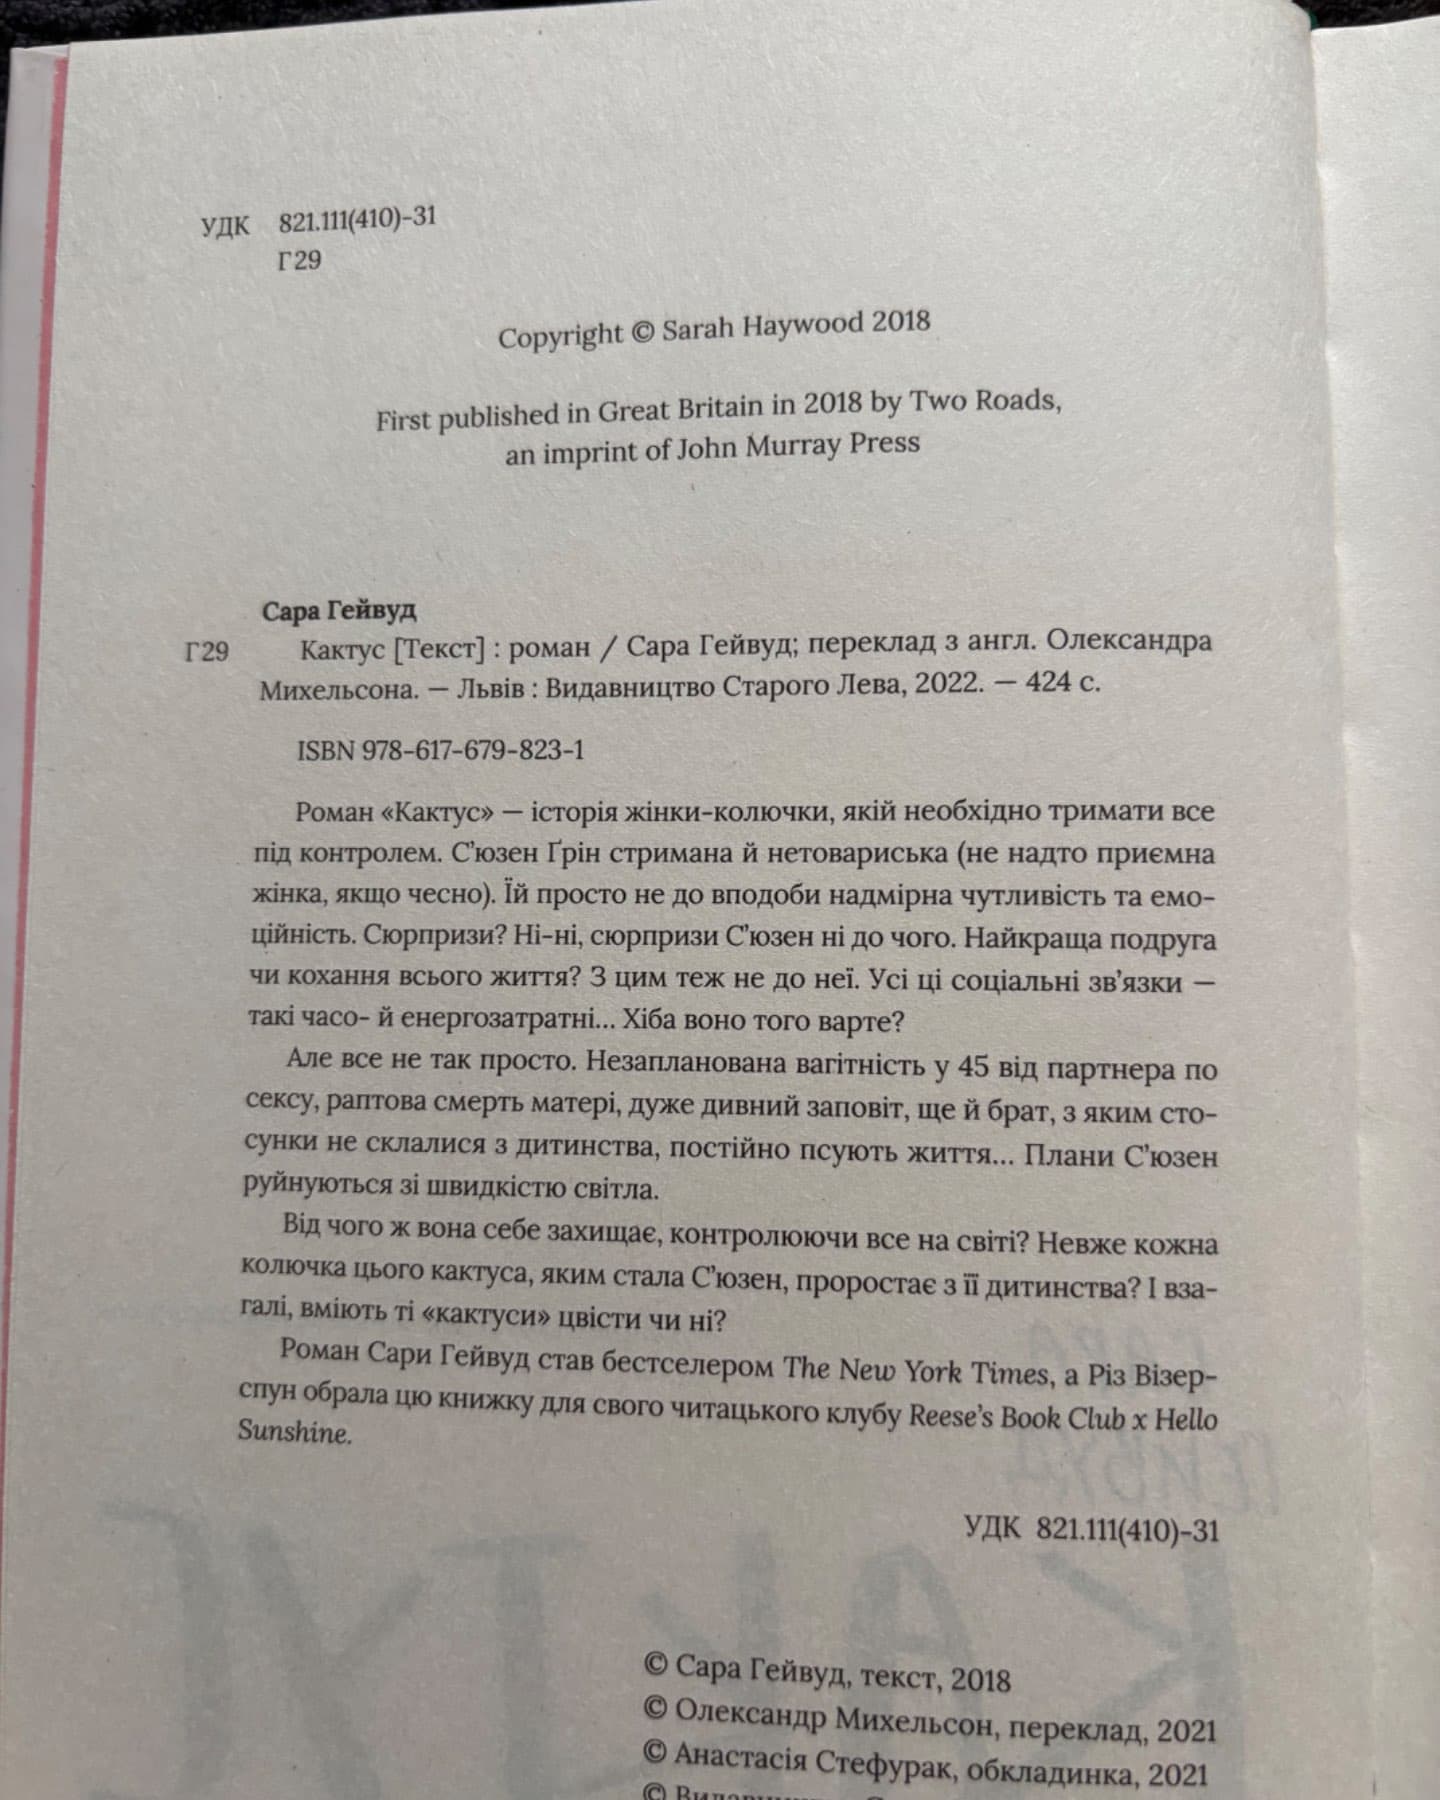 УДК 821.111(410)-31
Г 29
Copyright © Sarah Haywood 2018
First published in Great Britain in 2018 by Two Roads,
an imprint of John Murray Press
Сара Гейвуд
Г 29 Кактус [Текст] : роман / Сара Гейвуд; переклад з англ. Олександра
Михельсона. — Львів : Видавництво Старого Лева, 2022. — 424 с.
ISBN 978-617-679-823-1
Роман «Кактус» — історія жінки-колючки, якій необхідно тримати все
під контролем. С'юзен Ґрін стримана й нетовариська (не надто приємна
жінка, якщо чесно). Їй просто не до вподоби надмірна чутливість та емо-
ційність. Сюрпризи? Ні-ні, сюрпризи С'юзен ні до чого. Найкраща подруга
чи кохання всього життя? З цим теж не до неї. Усі ці соціальні зв'язки —
такі часо- й енергозатратні... Хіба воно того варте?
Але все не так просто. Незапланована вагітність у 45 від партнера по
сексу, раптова смерть матері, дуже дивний заповіт, ще й брат, з яким сто-
сунки не склалися з дитинства, постійно псують життя... Плани С'юзен
руйнуються зі швидкістю світла.
Від чого ж вона себе захищає, контролюючи все на світі? Невже кожна
колючка цього кактуса, яким стала С'юзен, проростає з її дитинства? І вза-
галі, вміють ті «кактуси» цвісти чи ні?
Роман Сари Гейвуд став бестселером The New York Times, а Різ Візер-
спун обрала цю книжку для свого читацького клубу Reese's Book Club x Hello
Sunshine.
УДК 821.111(410)-31
© Сара Гейвуд, текст, 2018
© Олександр Михельсон, переклад, 2021
© Анастасія Стефурак, обкладинка, 2021
©